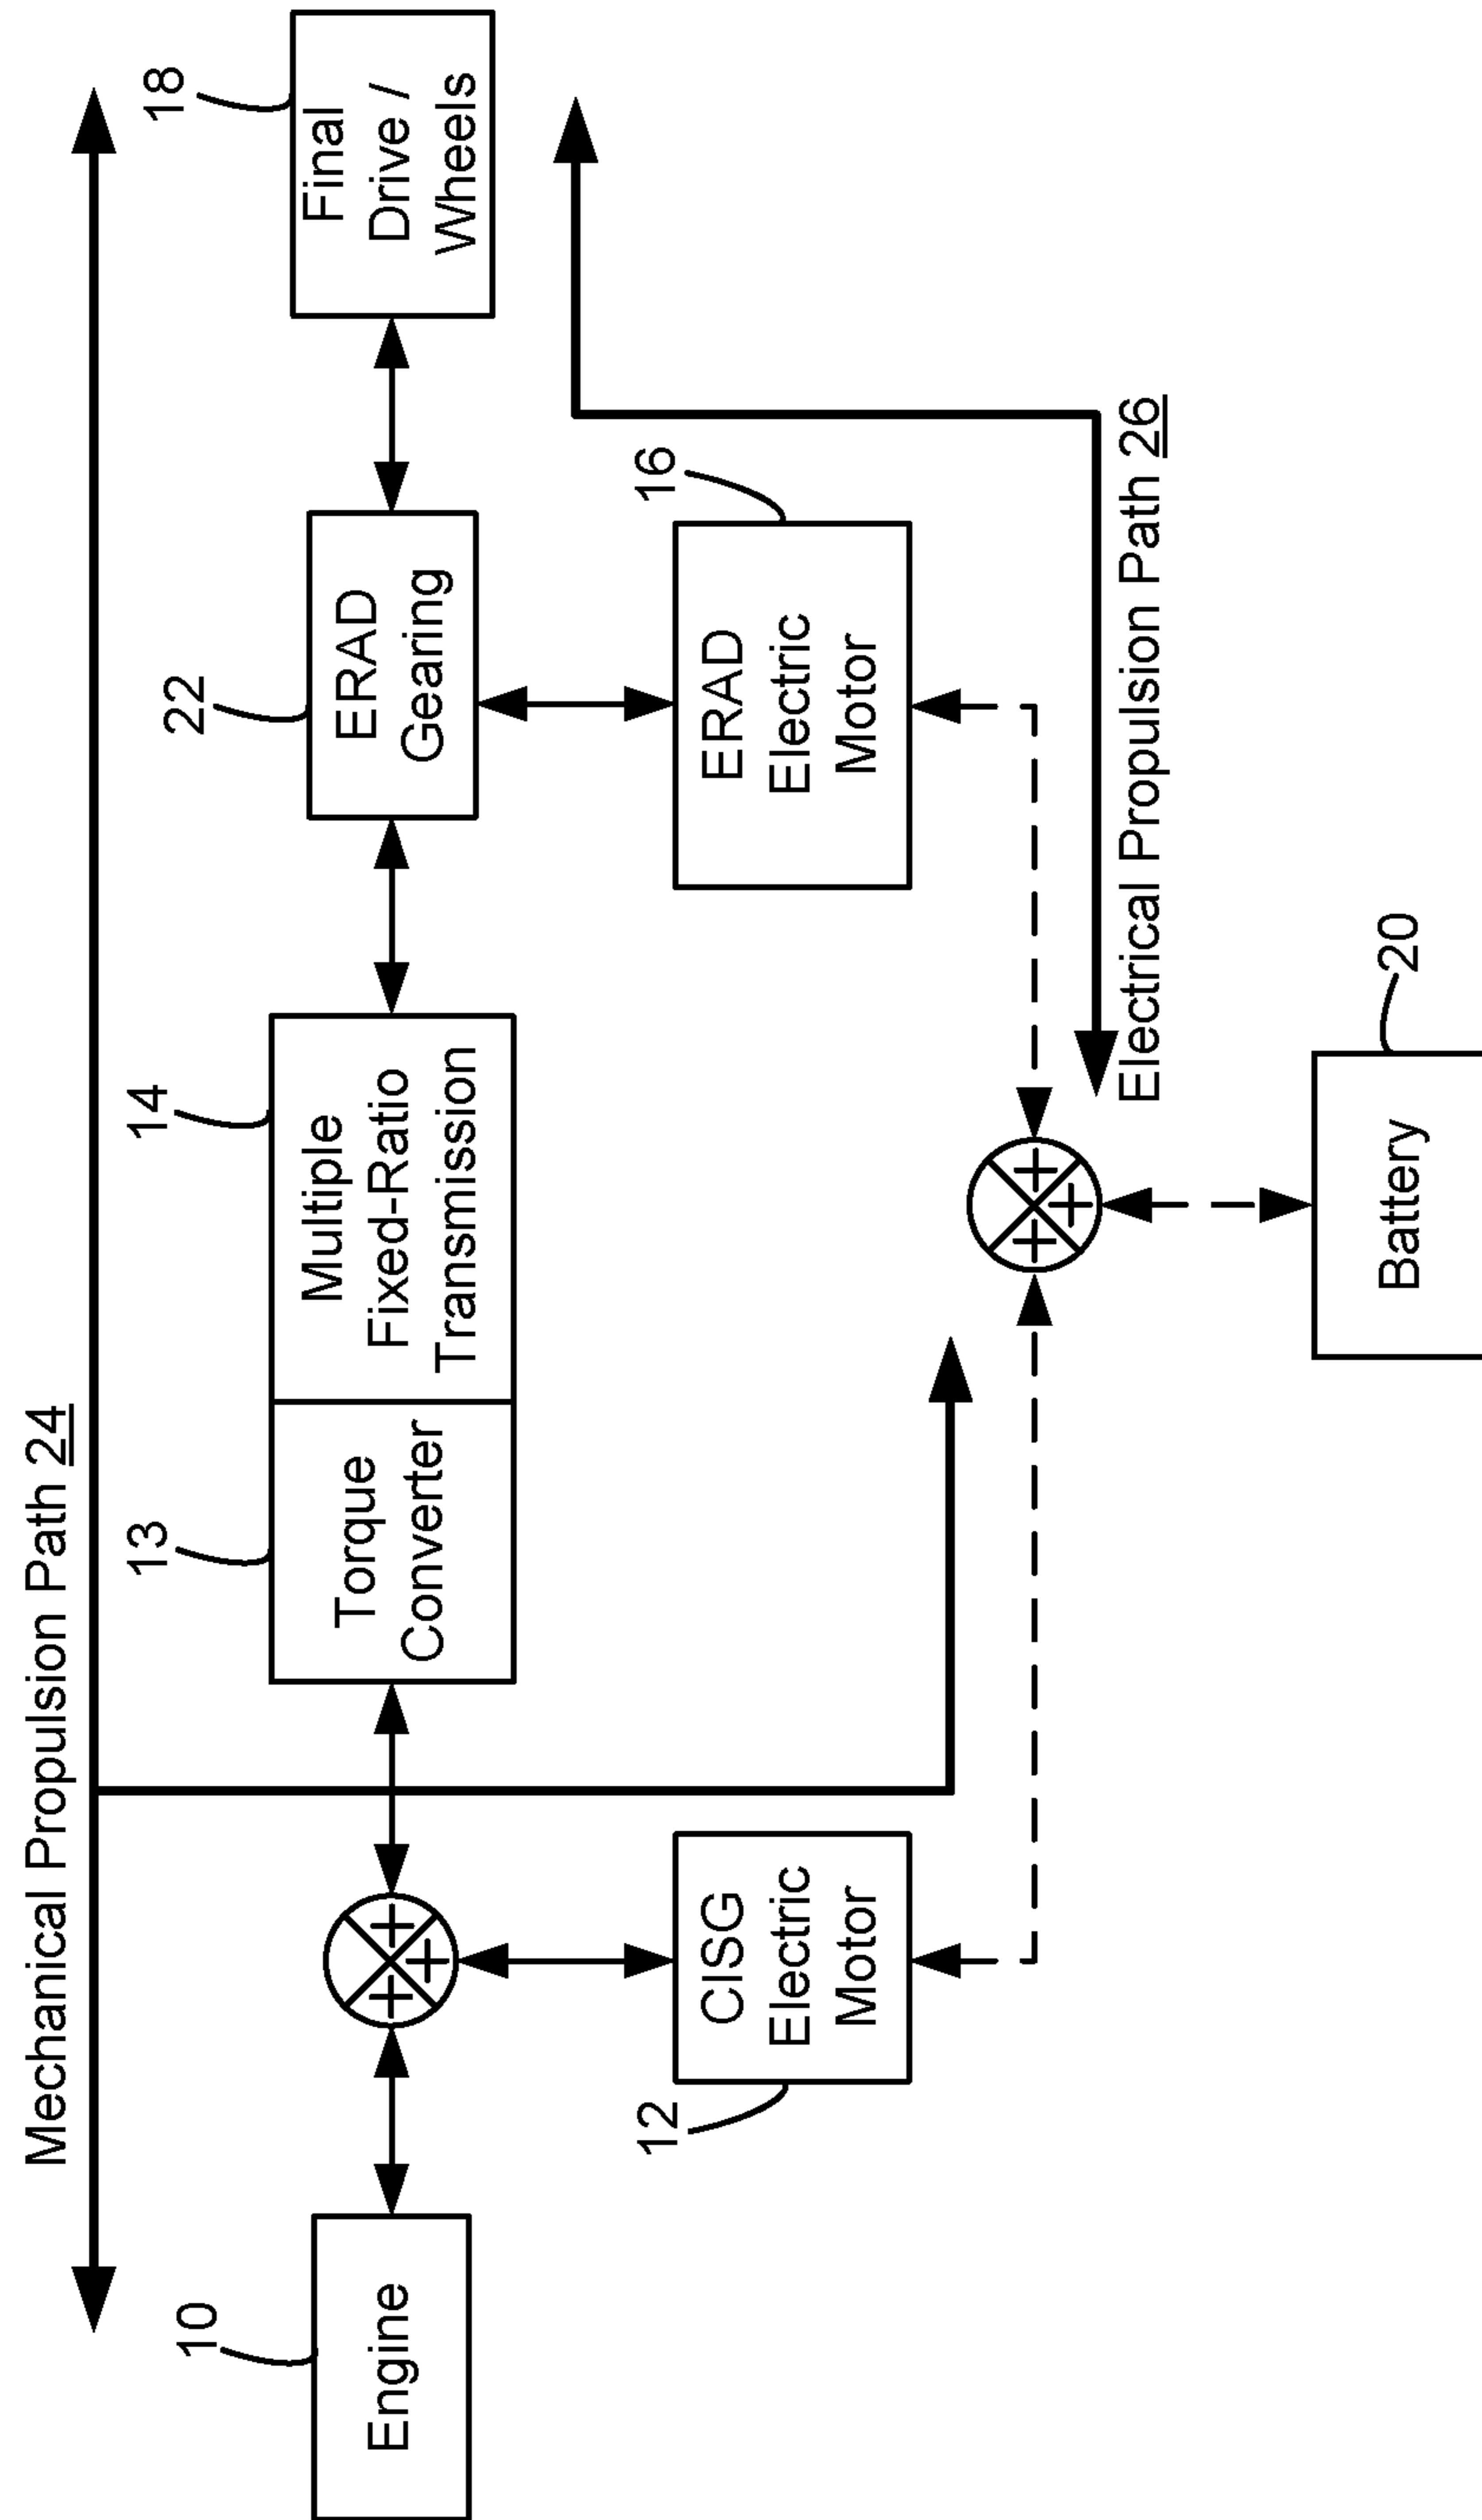 Mechanical Propulsion Path 24
10
13
14
22
18
Engine
Torque
Converter
Multiple
Fixed-Ratio
Transmission
ERAD
Gearing
Final
Drive /
Wheels
12
CISG
Electric
Motor
16
ERAD
Electric
Motor
Electrical Propulsion Path 26
20
Battery